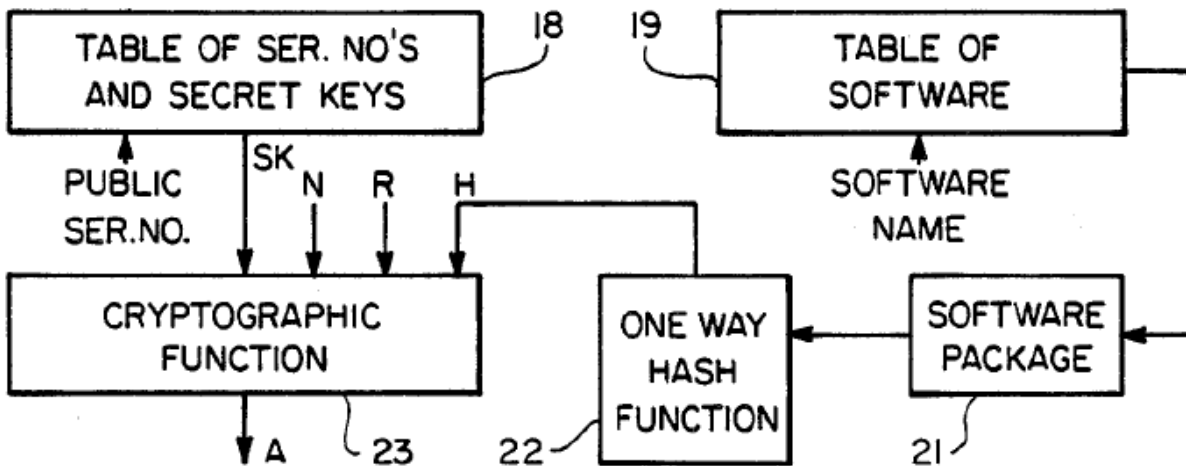 TABLE OF SER. NO'S
AND SECRET KEYS
18
19
TABLE OF
SOFTWARE
PUBLIC
SER.NO.
SK
N
R
H
SOFTWARE
NAME
CRYPTOGRAPHIC
FUNCTION
ONE WAY
HASH
FUNCTION
SOFTWARE
PACKAGE
A
23
22
21